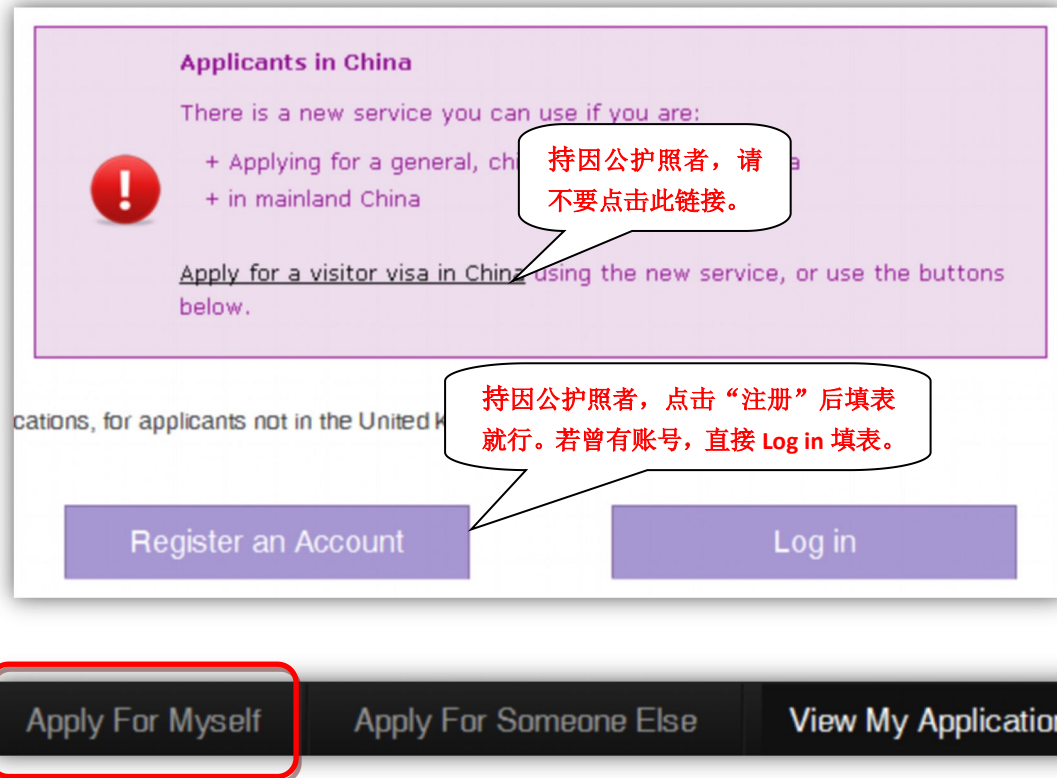 Applicants in China
There is a new service you can use if you are:
+ Applying for a general, chi
+ in mainland China
持因公护照者，请
不要点击此链接。
Apply for a visitor visa in China using the new service, or use the buttons
below.
持因公护照者，点击“注册”后填表
就行。若曾有账号，直接 Log in 填表。
cations, for applicants not in the United K
Register an Account
Log in
Apply For Myself
Apply For Someone Else
View My Application